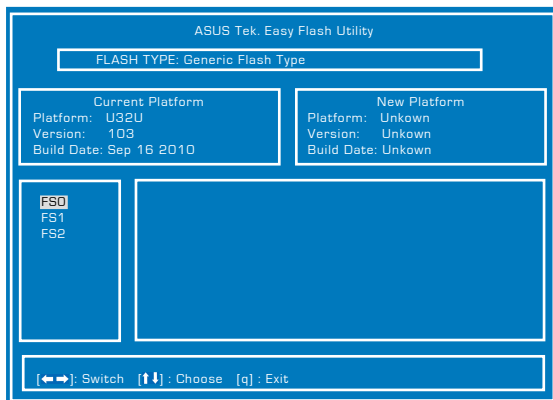 ASUS Tek. Easy Flash Utility
FLASH TYPE: Generic Flash Type
Current Platform
Platform: U32U
Version: 103
Build Date: Sep 16 2010
New Platform
Platform: Unkown
Version: Unkown
Build Date: Unkown
FS0
FS1
FS2
[←→]: Switch [↑↓] : Choose [q] : Exit